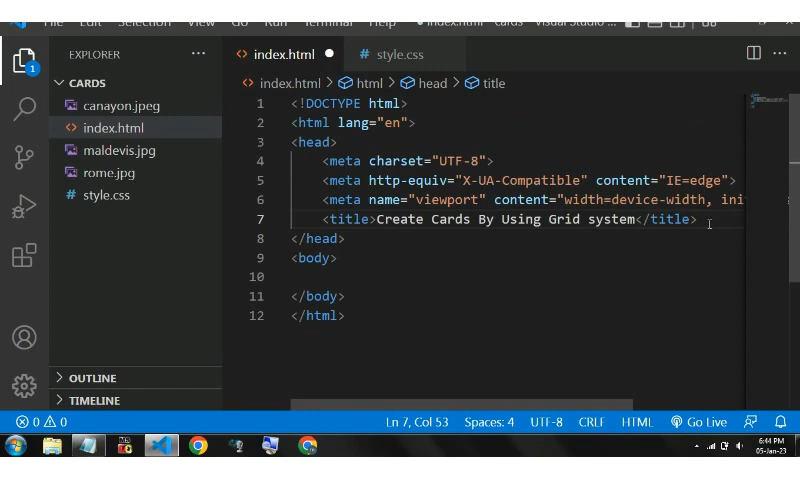 File Edit Selection View Go Run Terminal Help index.html - cards - Visual Studio
1
EXPLORER
index.html
# style.css
CARDS
canayon.jpeg
index.html
maldevis.jpg
rome.jpg
# style.css
index.html > html > head > title
1 <!DOCTYPE html>
2 <html lang="en">
3 <head>
4 <meta charset="UTF-8">
5 <meta http-equiv="X-UA-Compatible" content="IE=edge">
6 <meta name="viewport" content="width=device-width, ini
7 <title>Create Cards By Using Grid system</title>
8 </head>
9 <body>
10
11 </body>
12 </html>
OUTLINE
TIMELINE
0 0
Ln 7, Col 53 Spaces: 4 UTF-8 CRLF HTML Go Live
6:44 PM
05-Jan-23